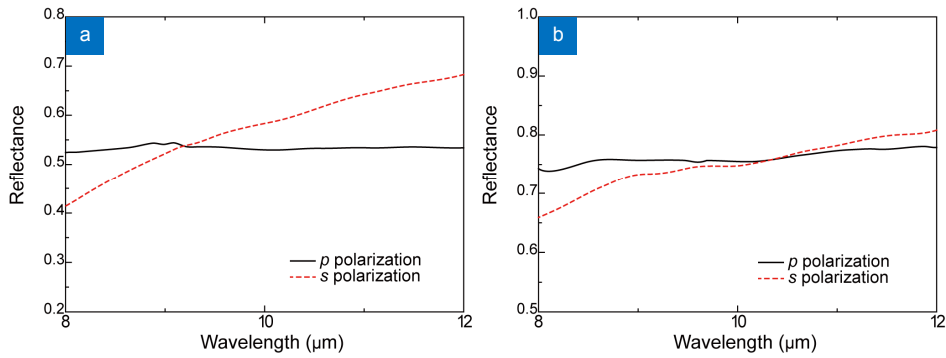 a
0.8
0.7
0.6
0.5
0.4
0.3
0.2
Reflectance
p polarization
s polarization
8
10
12
Wavelength (µm)
b
1.0
0.9
0.8
0.7
0.6
0.5
Reflectance
p polarization
s polarization
8
10
12
Wavelength (µm)